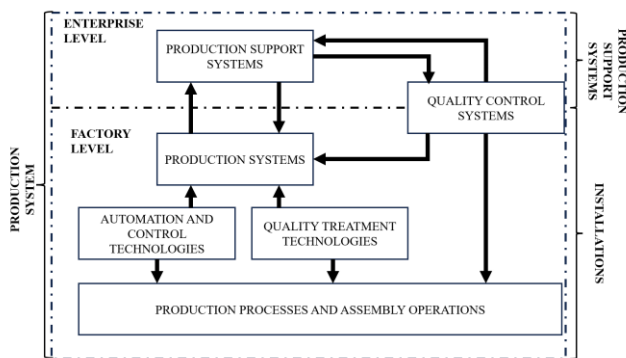 ENTERPRISE
LEVEL
PRODUCTION SUPPORT
SYSTEMS
PRODUCTION
SUPPORT
SYSTEMS
QUALITY CONTROL
SYSTEMS
FACTORY
LEVEL
PRODUCTION SYSTEMS
PRODUCTION
SYSTEM
AUTOMATION AND
CONTROL
TECHNOLOGIES
QUALITY TREATMENT
TECHNOLOGIES
INSTALLATIONS
PRODUCTION PROCESSES AND ASSEMBLY OPERATIONS